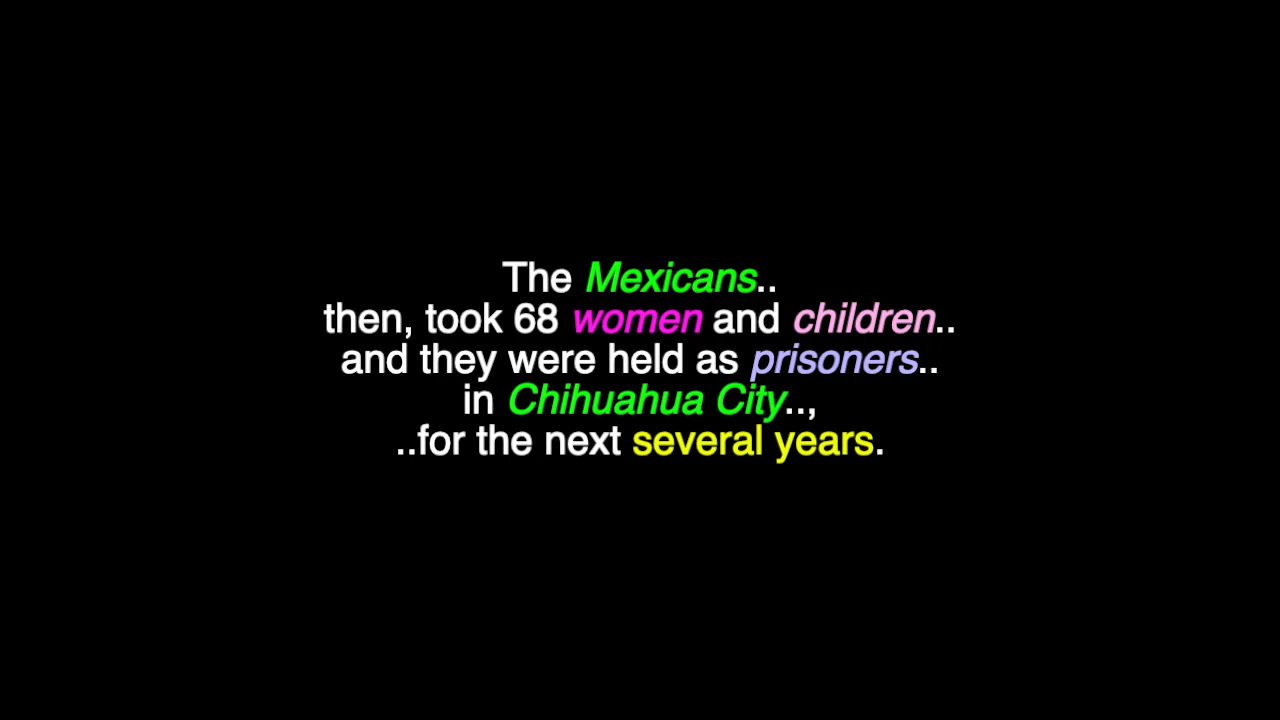 The Mexicans..
then, took 68 women and children..
and they were held as prisoners..
in Chihuahua City..,
..for the next several years.